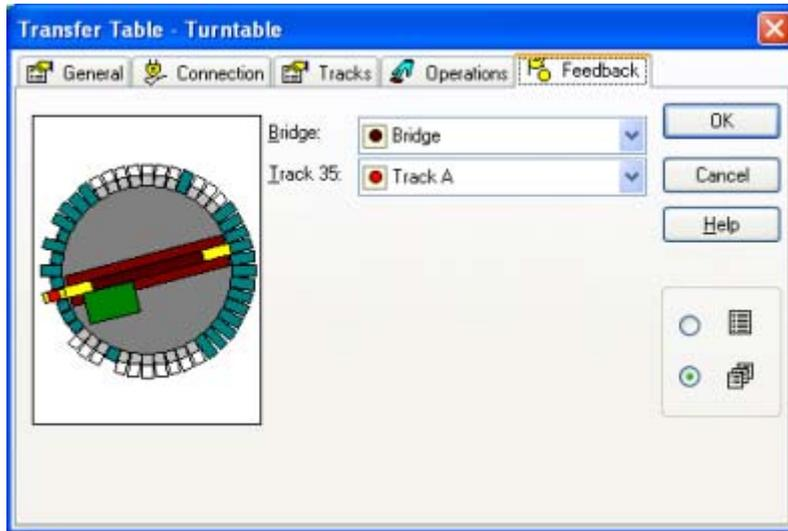 Transfer Table - Turntable
General Connection Tracks Operations Feedback
Bridge: Bridge OK
Track 35: Track A Cancel
Help